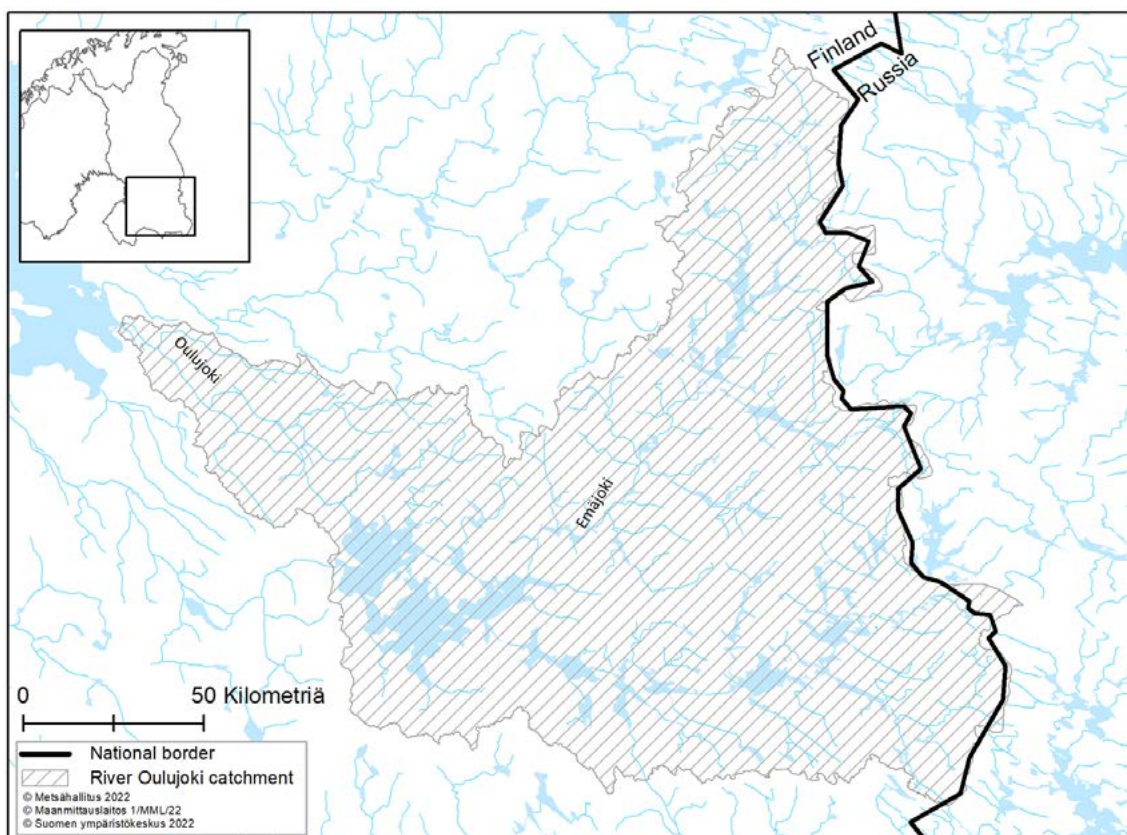 Finland
Russia
Oulujoki
Emäjoki
0 50 Kilometriä
National border
River Oulujoki catchment
© Metsähallitus 2022
© Maanmittauslaitos 1/MML/22
© Suomen ympäristökeskus 2022